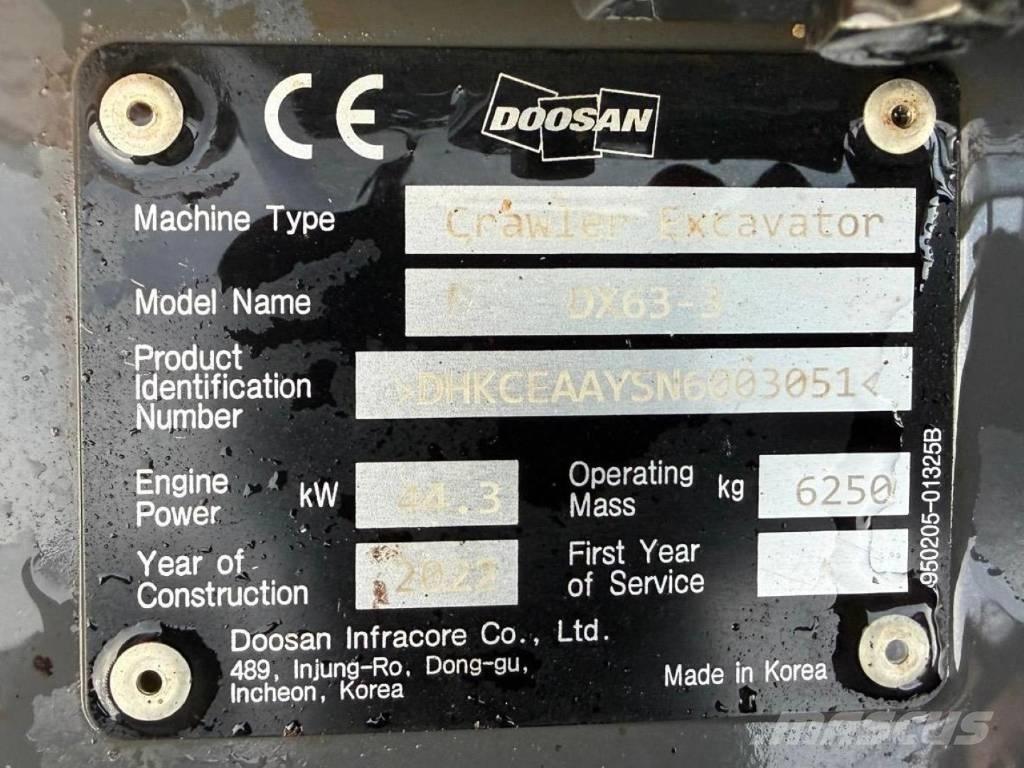 CE DOOSAN
Machine Type Crawler Excavator
Model Name DX63-3
Product
Identification
Number >DHKCEAAYSN6003051<
Engine
Power kW 44.3
Operating
Mass kg 6250
Year of
Construction 2022
First Year
of Service
950205-01325B
Doosan Infracore Co., Ltd.
489, Injung-Ro, Dong-gu,
Incheon, Korea
Made in Korea
MASCUS